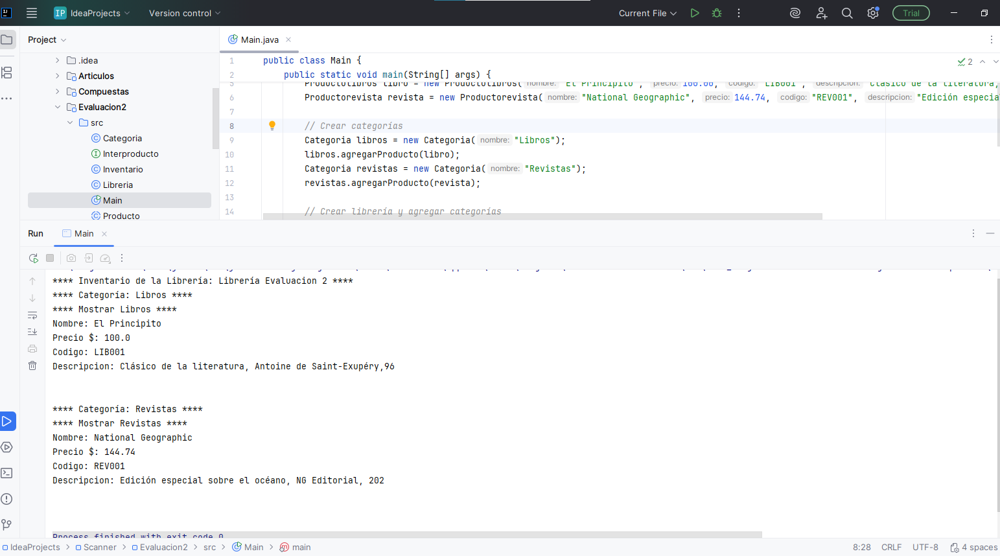 IP IdeaProjects Version control Current File Trial
Project
Main.java
.idea
Articulos
Compuestas
Evaluacion2
src
Categoria
Interproducto
Inventario
Libreria
Main
Producto
1 public class Main {
2 public static void main(String[] args) {
5 Productolibros libro = new Productolibros( nombre: "El Principito", precio: 100.00, codigo: "LIB001", descripcion: "Clásico de la literatura,
6 Productorevista revista = new Productorevista( nombre: "National Geographic", precio: 144.74, codigo: "REV001", descripcion: "Edición especia
7
8 // Crear categorías
9 Categoria libros = new Categoria( nombre: "Libros");
10 libros.agregarProducto(libro);
11 Categoria revistas = new Categoria( nombre: "Revistas");
12 revistas.agregarProducto(revista);
13
14 // Crear librería y agregar categorías
2
Run Main
**** Inventario de la Librería: Librería Evaluacion 2 ****
**** Categoría: Libros ****
**** Mostrar Libros ****
Nombre: El Principito
Precio $: 100.0
Codigo: LIB001
Descripcion: Clásico de la literatura, Antoine de Saint-Exupéry,96
**** Categoría: Revistas ****
**** Mostrar Revistas ****
Nombre: National Geographic
Precio $: 144.74
Codigo: REV001
Descripcion: Edición especial sobre el océano, NG Editorial, 202
Process finished with exit code 0
IdeaProjects > Scanner > Evaluacion2 > src > Main > main 8:28 CRLF UTF-8 4 spaces